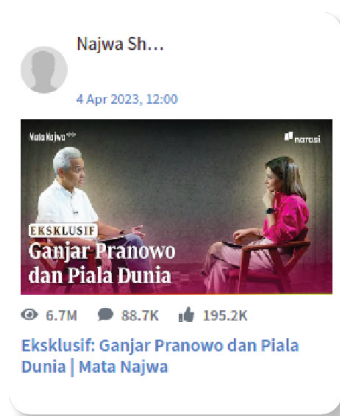 Najwa Sh...
4 Apr 2023, 12:00
Mata Najwa
narasi
EKSKLUSIF
Ganjar Pranowo
dan Piala Dunia
6.7M 88.7K 195.2K
Eksklusif: Ganjar Pranowo dan Piala
Dunia | Mata Najwa